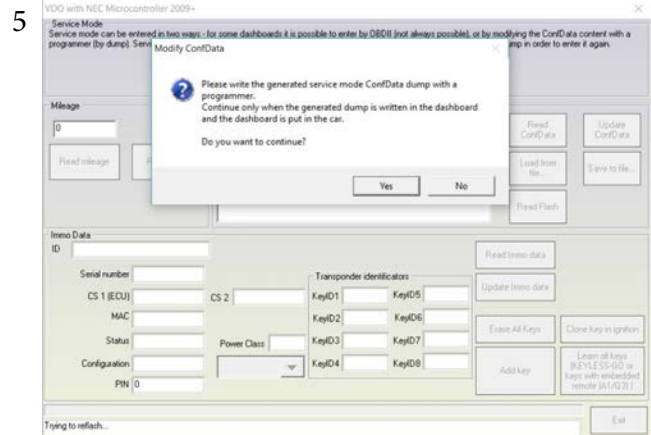 5
VDO with NEC Microcontroller 2009+
Service Mode
Service mode can be entered in two ways - for some dashboards it is possible to enter by OBDII (not always possible), or by modifying the ConfData content with a
programmer (by dump). Servi
mp in order to enter it again.
Modify ConfData
Please write the generated service mode ConfData dump with a
programmer.
Continue only when the generated dump is written in the dashboard
and the dashboard is put in the car.
Do you want to continue?
Yes No
Mileage
0
Read mileage
R
Read
ConfData
Update
ConfData
Load from
file...
Save to file...
Read Flash
Immo Data
ID
Serial number
CS 1 (ECU)
MAC
Status
Configuration
PIN 0
CS 2
Power Class
Transponder identificators
KeyID1 KeyID5
KeyID2 KeyID6
KeyID3 KeyID7
KeyID4 KeyID8
Read Immo data
Update Immo data
Erase All Keys
Clone key in ignition
Add key
Learn all keys
(KEYLESS-GO or
keys with embedded
remote (A1/Q3) )
Trying to reflash...
Exit